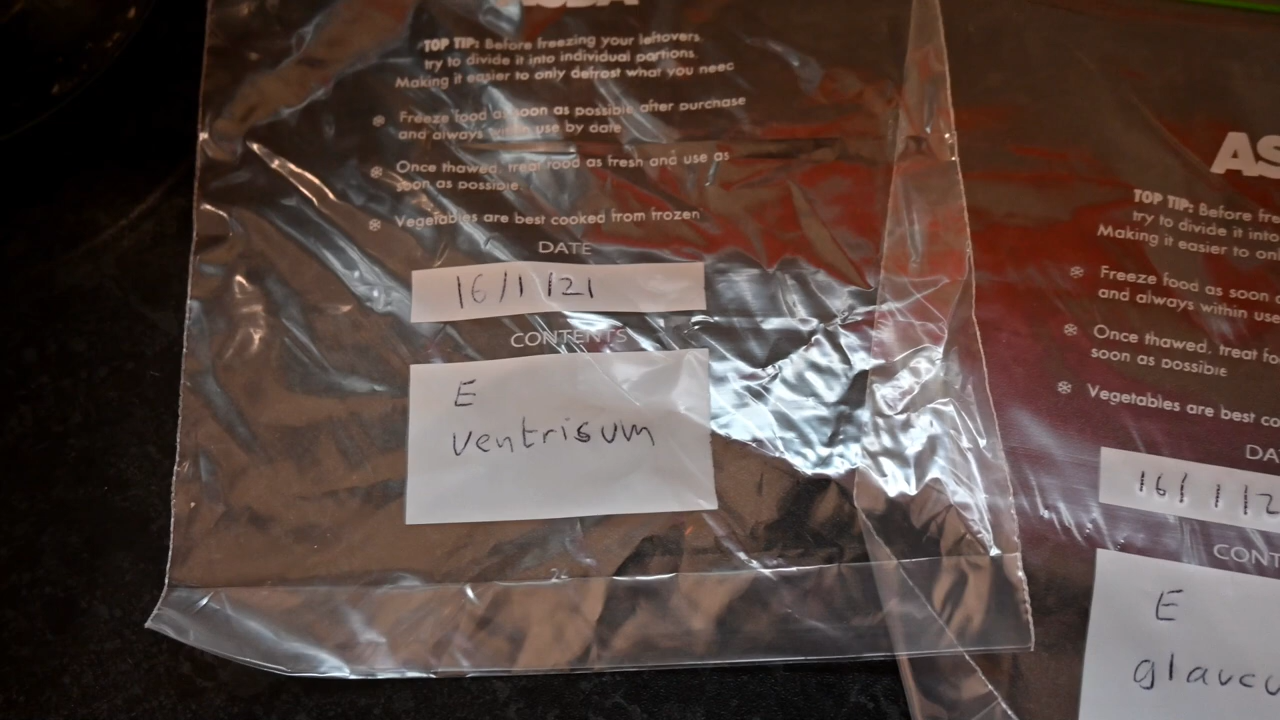 ASDA
TOP TIP: Before freezing your leftovers
try to divide it into individual portions.
Making it easier to only defrost what you neec
Freeze food as soon as possible after purchase
and always within use by date
Once thawed, treat food as fresh and use as
soon as possible.
Vegetables are best cooked from frozen
DATE
16/1/21
CONTENTS
E
ventrisum
AS
TOP TIP: Before fre
try to divide it into
Making it easier to onl
Freeze food as soon
and always within use
Once thawed, treat fo
soon as possible
Vegetables are best co
DA
16/1/2
CONT
E
glaucu